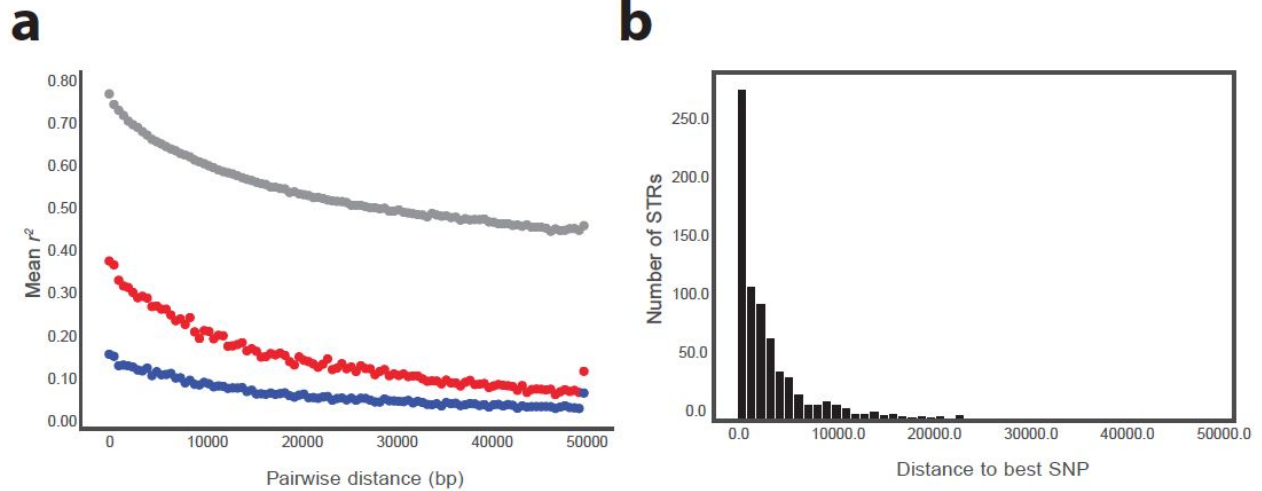 a
b
0.80
0.70
0.60
0.50
0.40
0.30
0.20
0.10
0.00
Mean r²
0 10000 20000 30000 40000 50000
Pairwise distance (bp)
250.0
200.0
150.0
100.0
50.0
0.0
Number of STRs
0.0 10000.0 20000.0 30000.0 40000.0 50000.0
Distance to best SNP